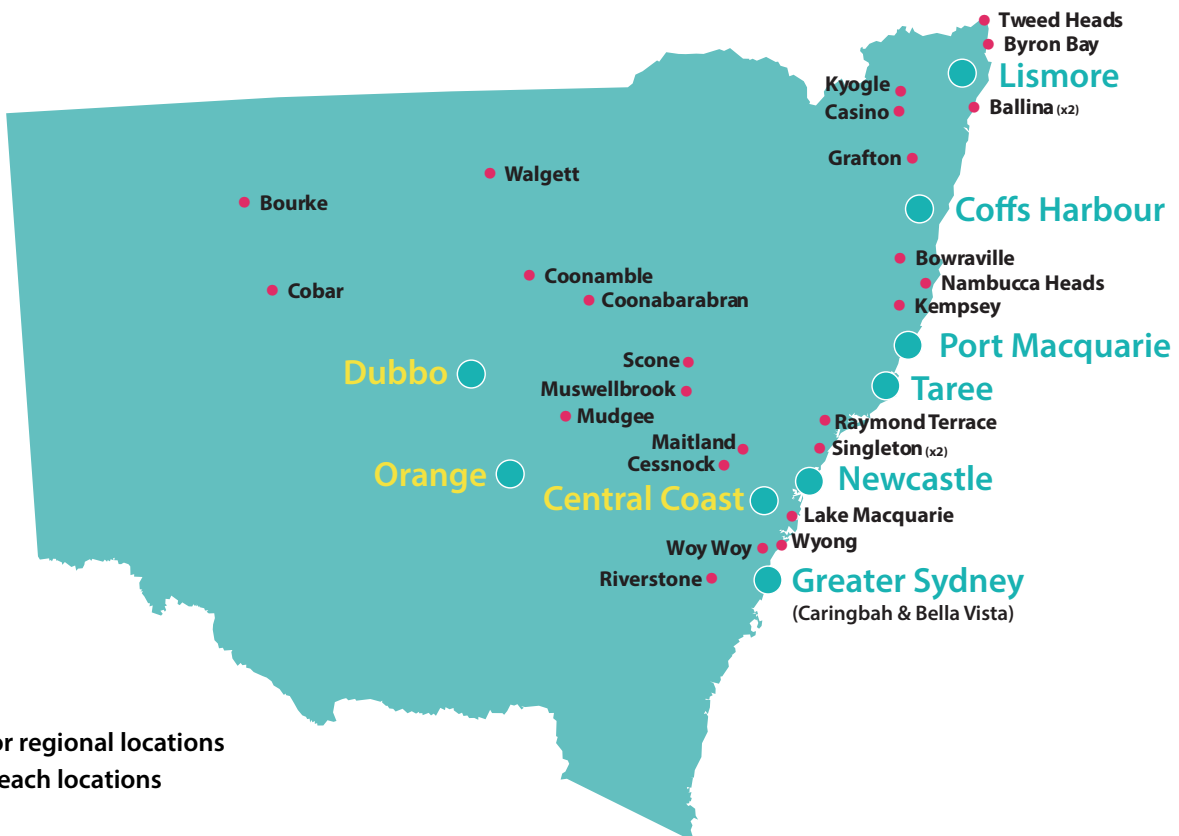 Tweed Heads
Byron Bay
Lismore
Kyogle
Casino
Ballina (x2)
Grafton
Walgett
Bourke
Coffs Harbour
Bowraville
Coonamble
Nambucca Heads
Cobar
Coonabarabran
Kempsey
Port Macquarie
Scone
Dubbo
Muswellbrook
Taree
Mudgee
Raymond Terrace
Maitland
Singleton (x2)
Cessnock
Orange
Newcastle
Central Coast
Lake Macquarie
Woy Woy
Wyong
Riverstone
Greater Sydney
(Caringbah & Bella Vista)
or regional locations
each locations